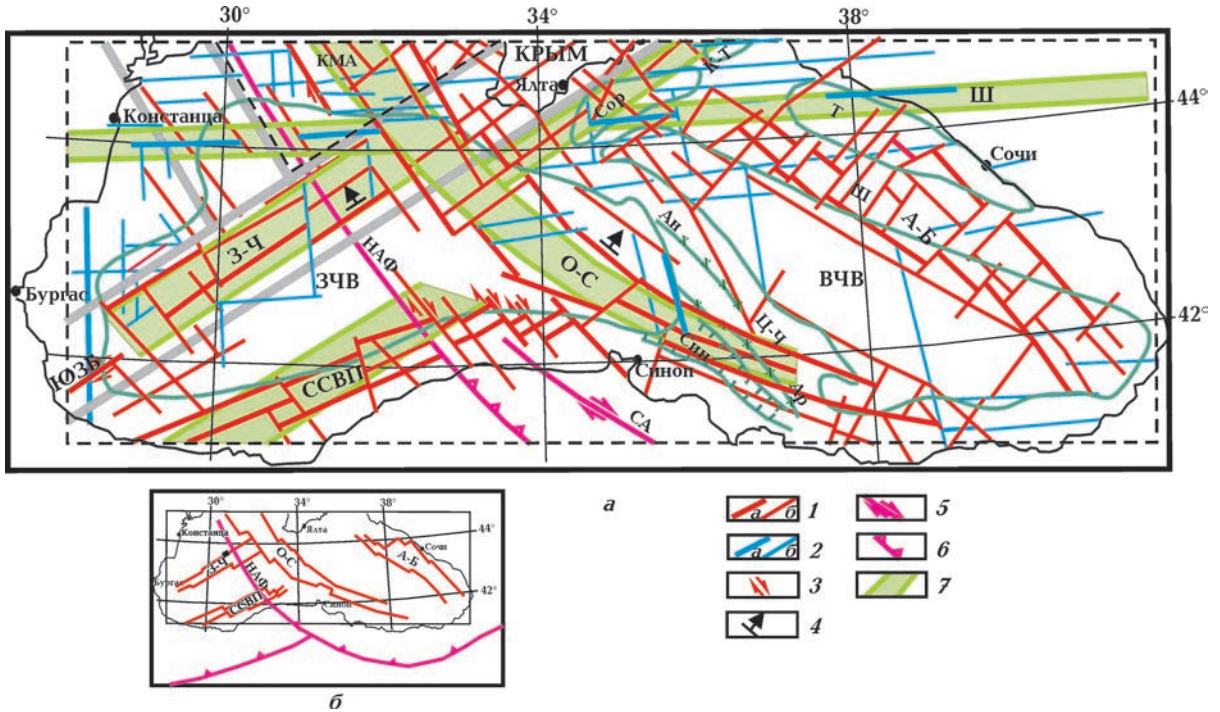 30° 34° 38°
КМА
КРЫМ
Ялта
К-Т
Сор
Констанца
Ш
44°
Т
Сочи
Ш
А-Б
Ан
З-Ч
НАФ
О-С
ЗЧВ
ВЧВ
Бургас
42°
Ц-Ч
Син
Синоп
ЮЗБ
ССВП
Ар
СА
а
30° 34° 38°
Констанца
Ялта
44°
О-С
Сочи
З-Ч
А-Б
НАФ
Бургас
42°
ССВП
Синоп
б
а б 1
а б 2
3
4
5
6
7